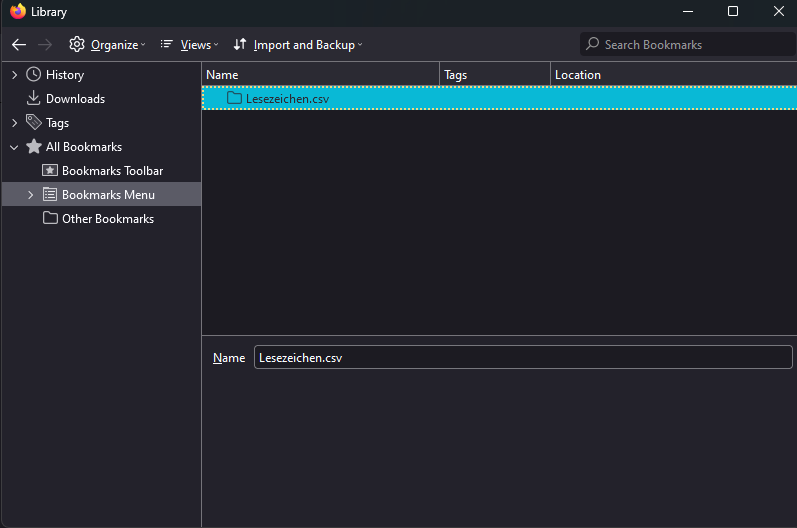 Library
Organize Views Import and Backup Search Bookmarks
History
Downloads
Tags
All Bookmarks
Bookmarks Toolbar
Bookmarks Menu
Other Bookmarks
Name Tags Location
Lesezeichen.csv
Name Lesezeichen.csv